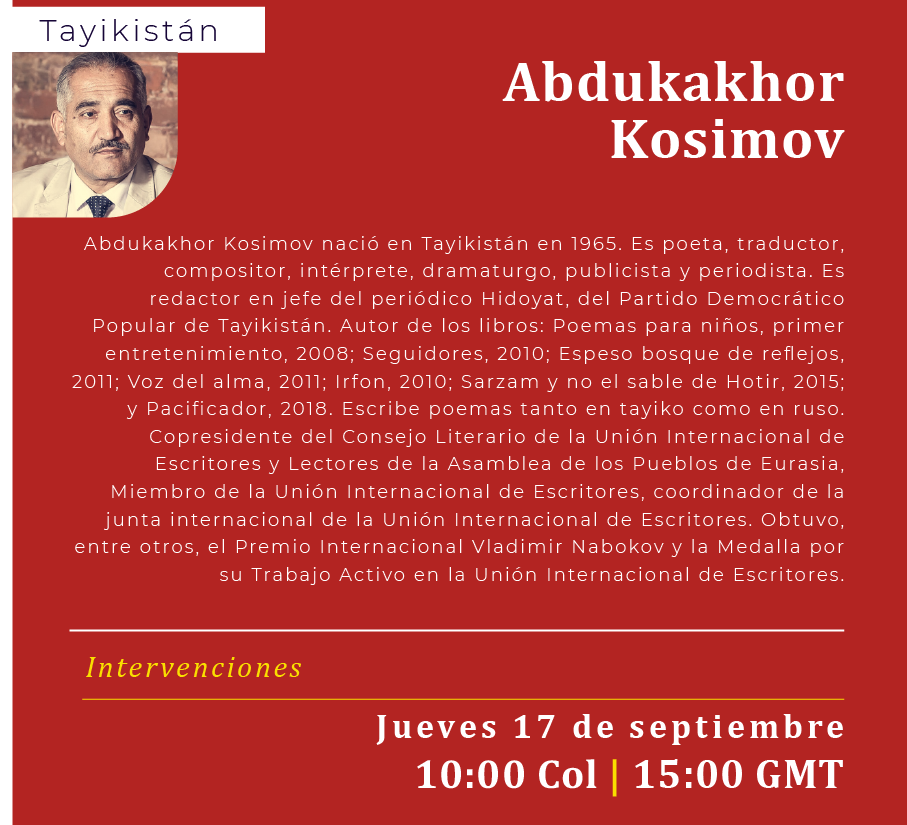 Tayikistán
Abdukakhor
Kosimov
Abdukakhor Kosimov nació en Tayikistán en 1965. Es poeta, traductor,
compositor, intérprete, dramaturgo, publicista y periodista. Es
redactor en jefe del periódico Hidoyat, del Partido Democrático
Popular de Tayikistán. Autor de los libros: Poemas para niños, primer
entretenimiento, 2008; Seguidores, 2010; Espeso bosque de reflejos,
2011; Voz del alma, 2011; Irfon, 2010; Sarzam y no el sable de Hotir, 2015;
y Pacificador, 2018. Escribe poemas tanto en tayiko como en ruso.
Copresidente del Consejo Literario de la Unión Internacional de
Escritores y Lectores de la Asamblea de los Pueblos de Eurasia,
Miembro de la Unión Internacional de Escritores, coordinador de la
junta internacional de la Unión Internacional de Escritores. Obtuvo,
entre otros, el Premio Internacional Vladimir Nabokov y la Medalla por
su Trabajo Activo en la Unión Internacional de Escritores.
Intervenciones
Jueves 17 de septiembre
10:00 Col | 15:00 GMT